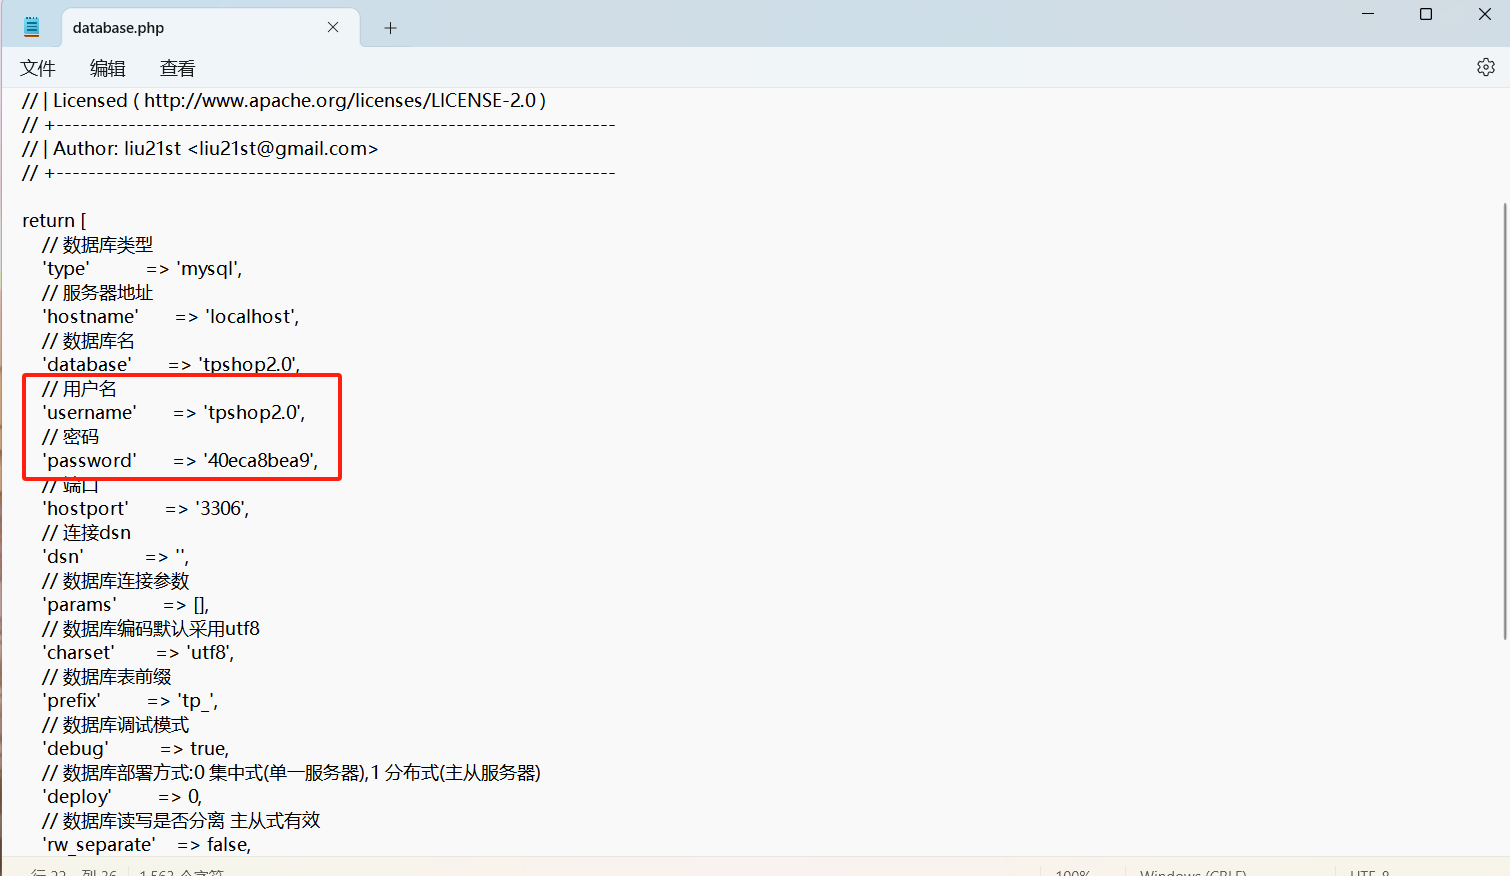 database.php
文件 编辑 查看
// | Licensed ( http://www.apache.org/licenses/LICENSE-2.0 )
// +----------------------------------------------------------------------
// | Author: liu21st <liu21st@gmail.com>
// +----------------------------------------------------------------------
return [
// 数据库类型
'type' => 'mysql',
// 服务器地址
'hostname' => 'localhost',
// 数据库名
'database' => 'tpshop2.0',
// 用户名
'username' => 'tpshop2.0',
// 密码
'password' => '40eca8bea9',
// 端口
'hostport' => '3306',
// 连接dsn
'dsn' => '',
// 数据库连接参数
'params' => [],
// 数据库编码默认采用utf8
'charset' => 'utf8',
// 数据库表前缀
'prefix' => 'tp_',
// 数据库调试模式
'debug' => true,
// 数据库部署方式:0 集中式(单一服务器),1 分布式(主从服务器)
'deploy' => 0,
// 数据库读写是否分离 主从式有效
'rw_separate' => false,
100% Windows (CRLF) UTF-8